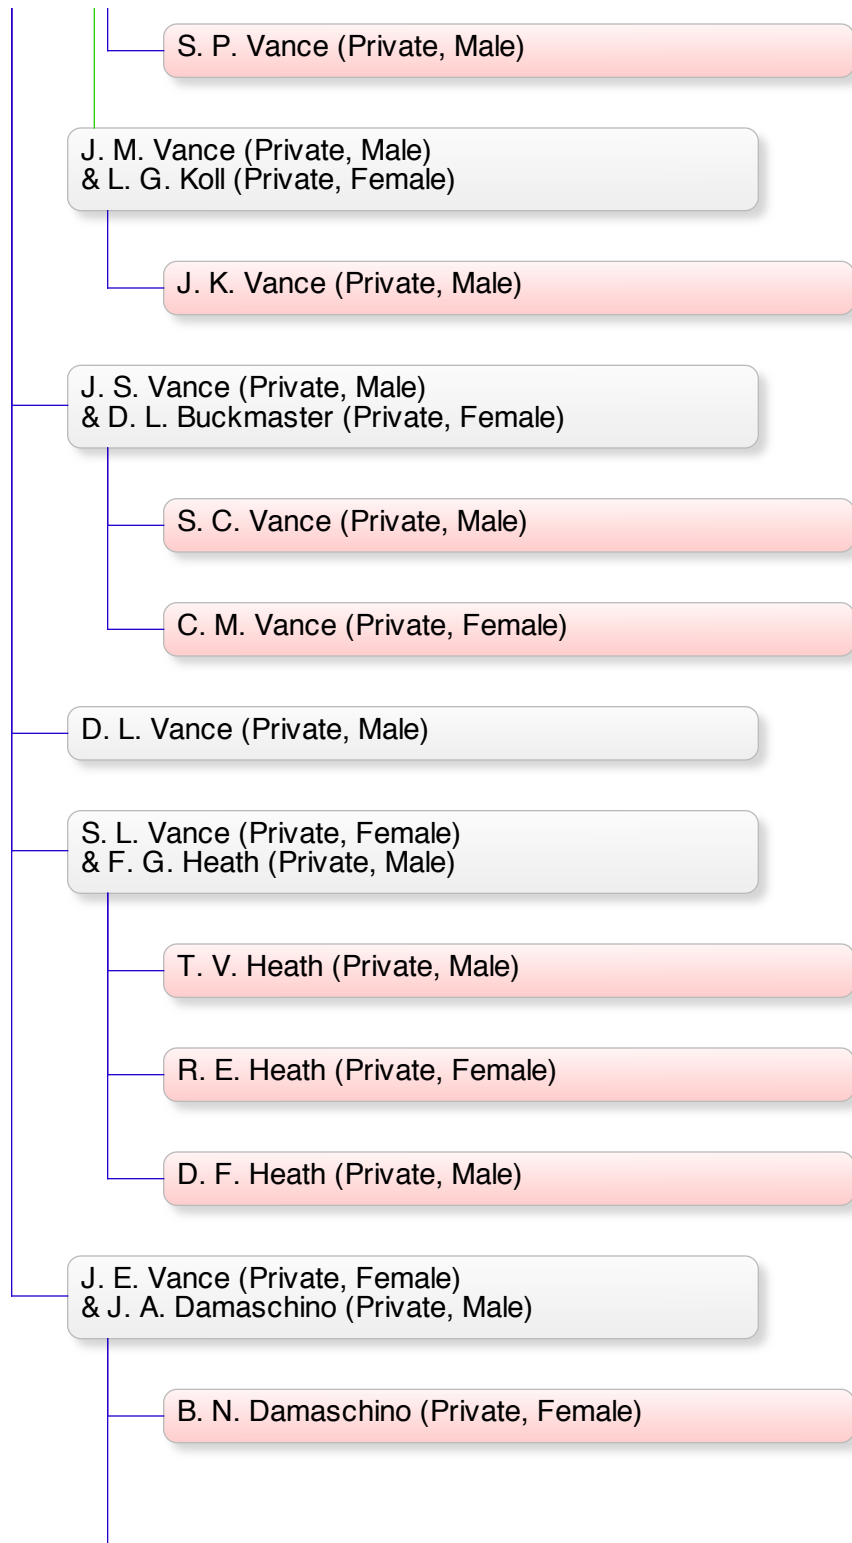 S. P. Vance (Private, Male)
J. M. Vance (Private, Male)
& L. G. Koll (Private, Female)
J. K. Vance (Private, Male)
J. S. Vance (Private, Male)
& D. L. Buckmaster (Private, Female)
S. C. Vance (Private, Male)
C. M. Vance (Private, Female)
D. L. Vance (Private, Male)
S. L. Vance (Private, Female)
& F. G. Heath (Private, Male)
T. V. Heath (Private, Male)
R. E. Heath (Private, Female)
D. F. Heath (Private, Male)
J. E. Vance (Private, Female)
& J. A. Damaschino (Private, Male)
B. N. Damaschino (Private, Female)